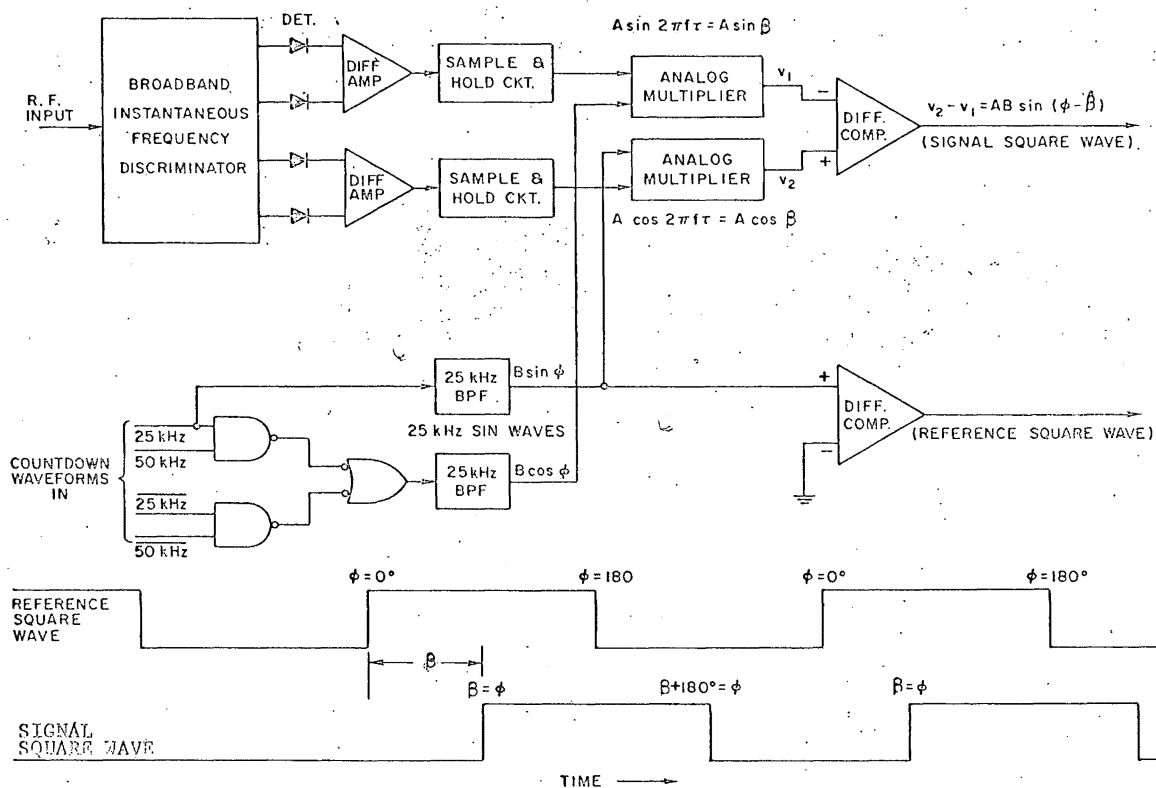 DET.
A sin 2πfτ = A sin β
BROADBAND
INSTANTANEOUS
FREQUENCY
DISCRIMINATOR
R. F.
INPUT
DIFF
AMP
SAMPLE &
HOLD CKT.
ANALOG
MULTIPLIER
v₁
−
DIFF.
COMP.
+
v₂ − v₁ = AB sin (ϕ-β)
(SIGNAL SQUARE WAVE)
DIFF
AMP
SAMPLE &
HOLD CKT.
ANALOG
MULTIPLIER
v₂
A cos 2πfτ = A cos β
25 kHz
BPF
B sin ϕ
25 kHz SIN WAVES
+
DIFF.
COMP.
−
(REFERENCE SQUARE WAVE)
COUNTDOWN
WAVEFORMS
IN
25 kHz
50 kHz
25 kHz
50 kHz
25 kHz
BPF
B cos ϕ
ϕ=0°
ϕ=180
ϕ=0°
ϕ=180°
REFERENCE
SQUARE
WAVE
β
β=ϕ
β+180°=ϕ
β=ϕ
SIGNAL
SQUARE WAVE
TIME